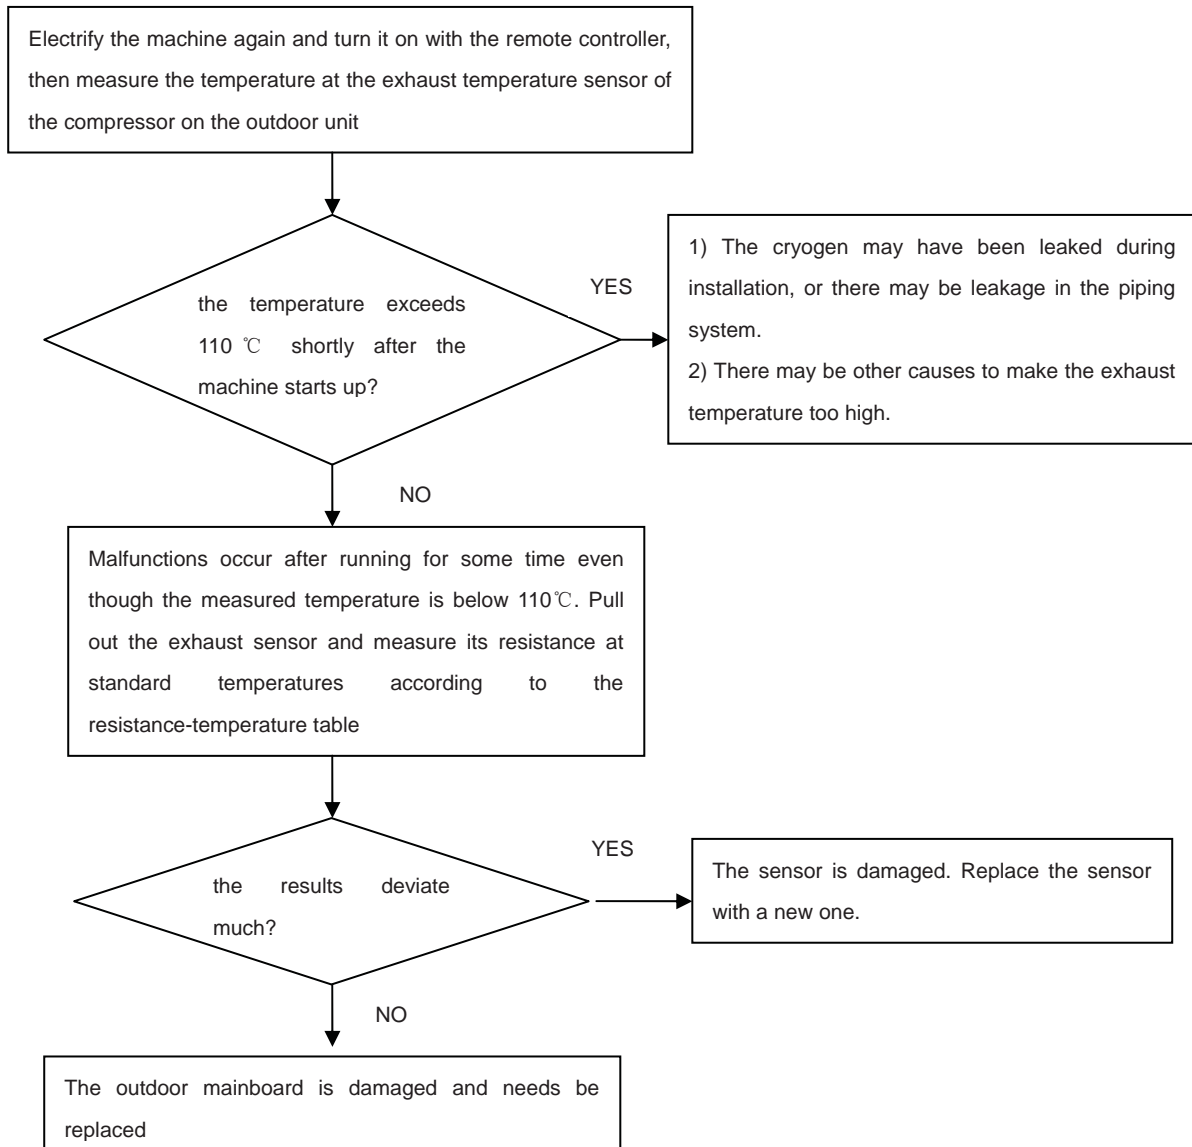 Electrify the machine again and turn it on with the remote controller,
then measure the temperature at the exhaust temperature sensor of
the compressor on the outdoor unit
the temperature exceeds
110 ℃ shortly after the
machine starts up?
YES
1) The cryogen may have been leaked during
installation, or there may be leakage in the piping
system.
2) There may be other causes to make the exhaust
temperature too high.
NO
Malfunctions occur after running for some time even
though the measured temperature is below 110℃. Pull
out the exhaust sensor and measure its resistance at
standard temperatures according to the
resistance-temperature table
the results deviate
much?
YES
The sensor is damaged. Replace the sensor
with a new one.
NO
The outdoor mainboard is damaged and needs be
replaced